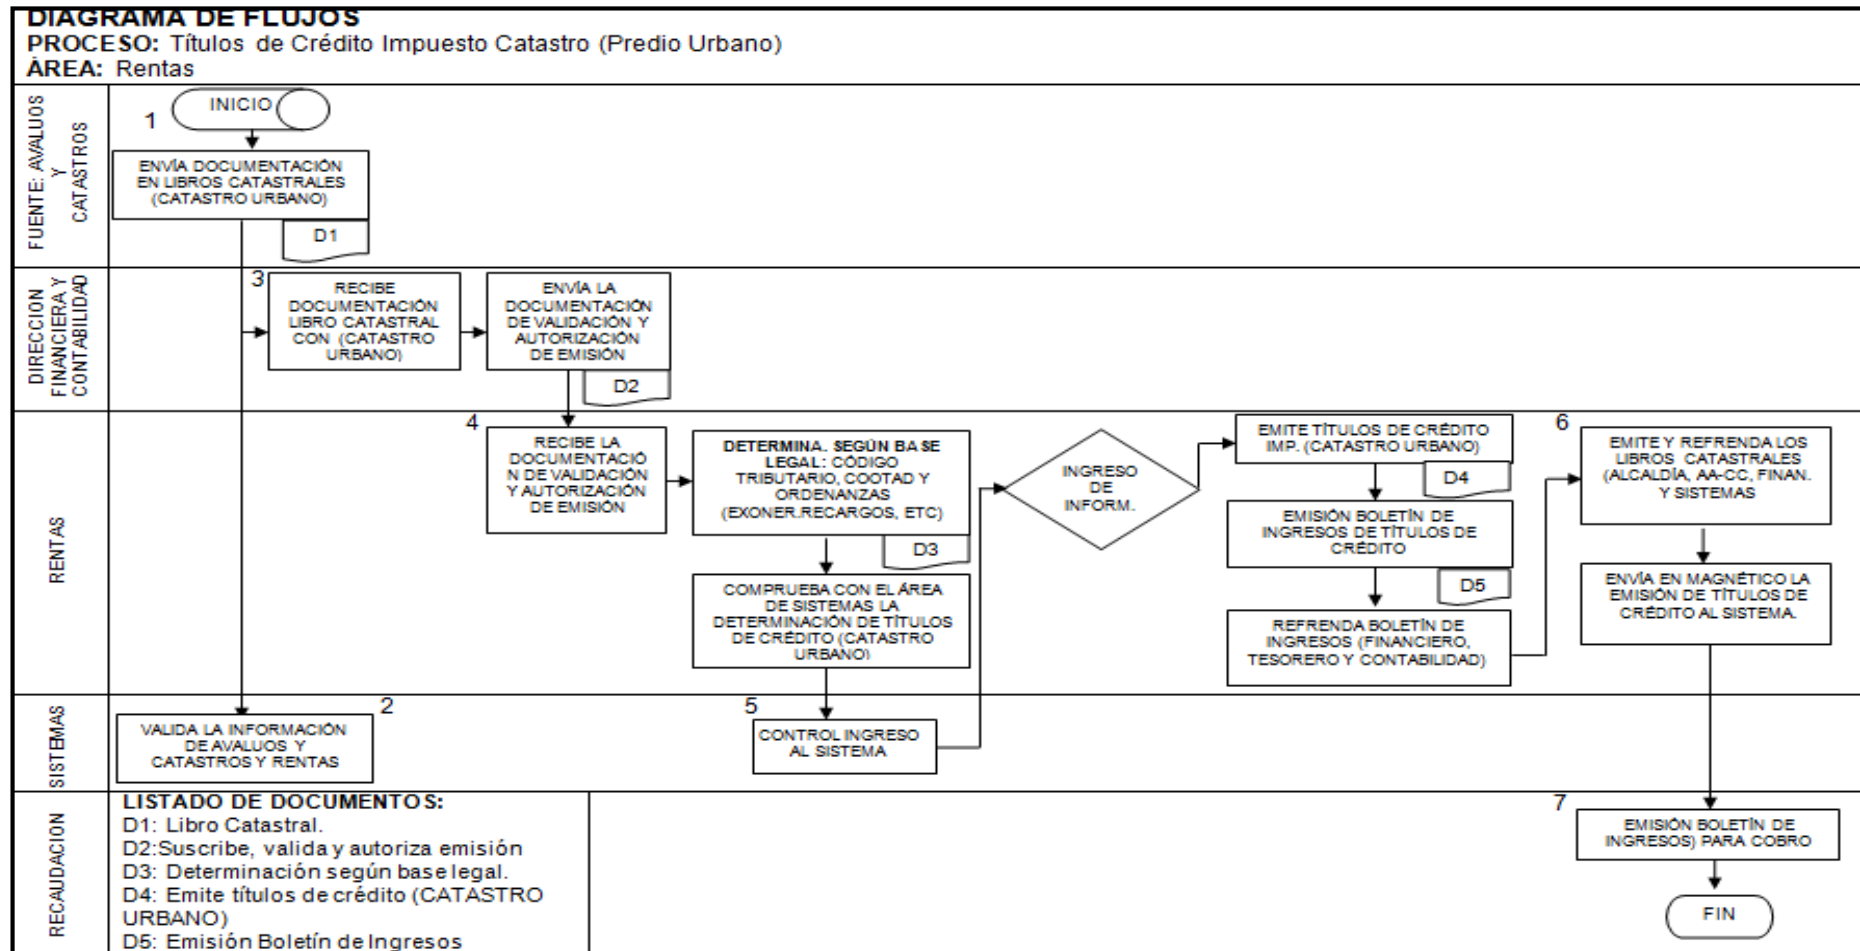 DIAGRAMA DE FLUJOS
PROCESO: Títulos de Crédito Impuesto Catastro (Predio Urbano)
ÁREA: Rentas
FUENTE: AVALUOS
Y
CATASTROS
1
INICIO
ENVÍA DOCUMENTACIÓN
EN LIBROS CATASTRALES
(CATASTRO URBANO)
D1
DIRECCION
FINANCIERA Y
CONTABILIDAD
3
RECIBE
DOCUMENTACIÓN
LIBRO CATASTRAL
CON (CATASTRO
URBANO)
ENVÍA LA
DOCUMENTACIÓN
DE VALIDACIÓN Y
AUTORIZACIÓN
DE EMISIÓN
D2
RENTAS
4
RECIBE LA
DOCUMENTACIÓ
N DE VALIDACIÓN
Y AUTORIZACIÓN
DE EMISIÓN
DETERMINA. SEGÚN BASE
LEGAL: CÓDIGO
TRIBUTARIO, COOTAD Y
ORDENANZAS
(EXONER.RECARGOS, ETC)
D3
COMPRUEBA CON EL ÁREA
DE SISTEMAS LA
DETERMINACIÓN DE TÍTULOS
DE CRÉDITO (CATASTRO
URBANO)
INGRESO
DE
INFORM.
EMITE TÍTULOS DE CRÉDITO
IMP. (CATASTRO URBANO)
D4
EMISIÓN BOLETÍN DE
INGRESOS DE TÍTULOS DE
CRÉDITO
D5
REFRENDA BOLETÍN DE
INGRESOS (FINANCIERO,
TESORERO Y CONTABILIDAD)
6
EMITE Y REFRENDA LOS
LIBROS CATASTRALES
(ALCALDÍA, AA-CC, FINAN.
Y SISTEMAS
ENVÍA EN MAGNÉTICO LA
EMISIÓN DE TÍTULOS DE
CRÉDITO AL SISTEMA.
SISTEMAS
2
VALIDA LA INFORMACIÓN
DE AVALUOS Y
CATASTROS Y RENTAS
5
CONTROL INGRESO
AL SISTEMA
RECAUDACION
LISTADO DE DOCUMENTOS:
D1: Libro Catastral.
D2:Suscribe, valida y autoriza emisión
D3: Determinación según base legal.
D4: Emite títulos de crédito (CATASTRO
URBANO)
D5: Emisión Boletín de Ingresos
7
EMISIÓN BOLETÍN DE
INGRESOS) PARA COBRO
FIN